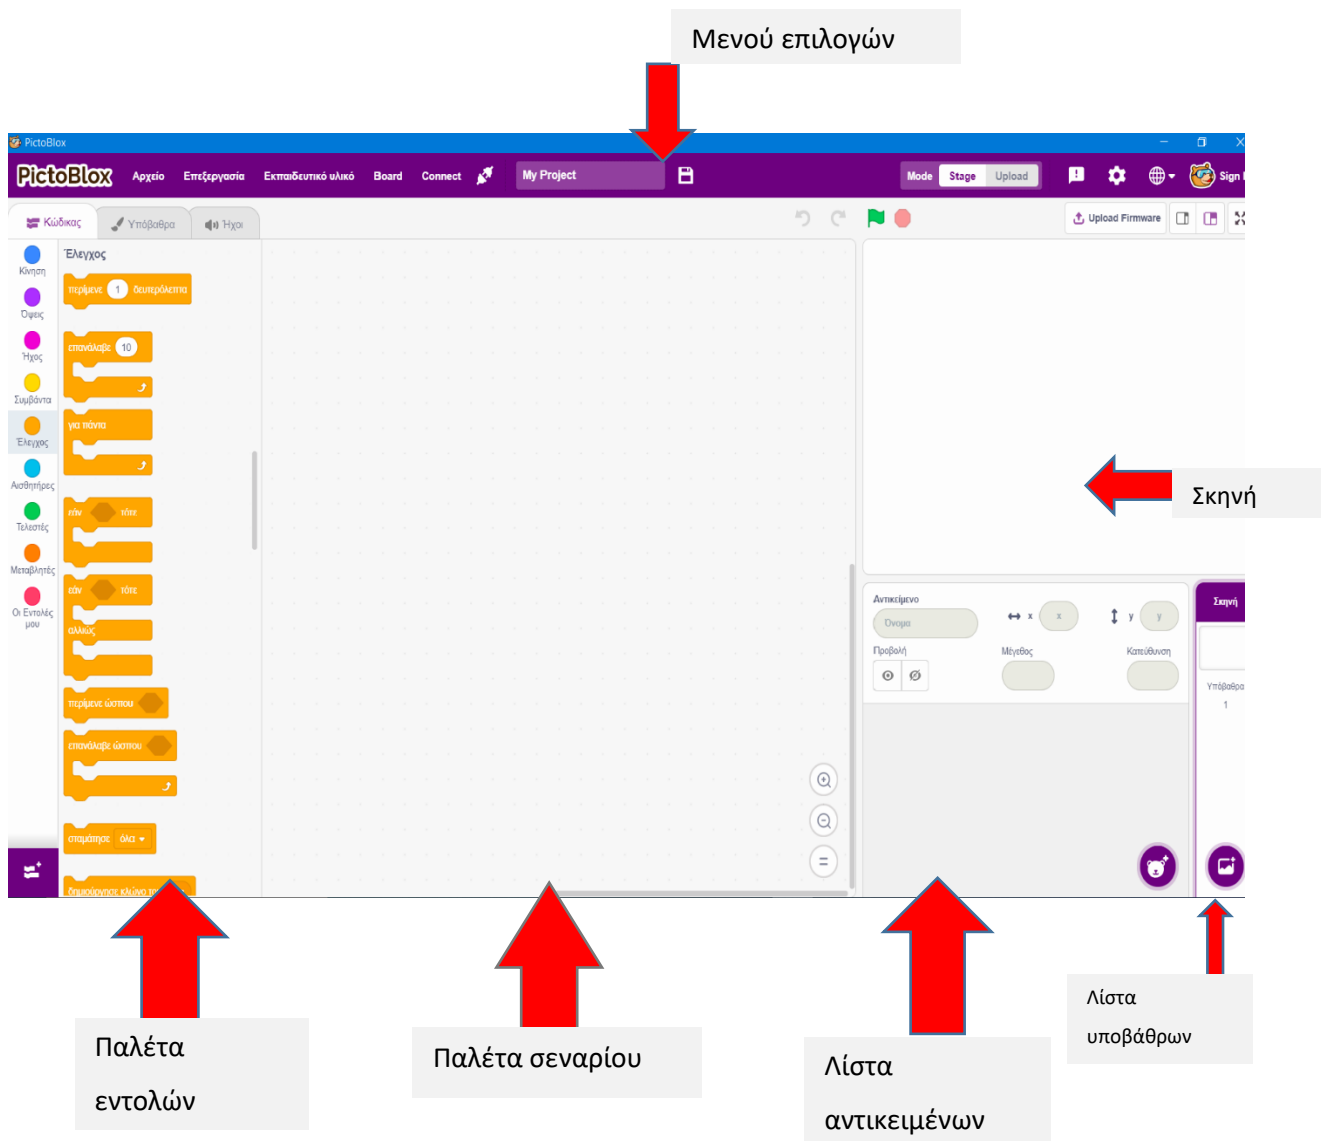 Μενού επιλογών
PictoBlox
PictoBlox Αρχείο Επεξεργασία Εκπαιδευτικό υλικό Board Connect My Project Mode Stage Upload Sign
Κώδικας Υπόβαθρα Ήχοι Upload Firmware
Κίνηση
Όψεις
Ήχος
Συμβάντα
Έλεγχος
Αισθητήρες
Τελεστές
Μεταβλητές
Οι Εντολές
μου
Έλεγχος
περίμενε 1 δευτερόλεπτα
επανάλαβε 10
για πάντα
εάν τότε
εάν τότε
αλλιώς
περίμενε ώσπου
επανάλαβε ώσπου
σταμάτησε όλα
δημιούργησε κλώνο
Σκηνή
Αντικείμενο
Όνομα
x x
y y
Προβολή
Μέγεθος
Κατεύθυνση
Σκηνή
Υπόβαθρα
1
Παλέτα
εντολών
Παλέτα σεναρίου
Λίστα
αντικειμένων
Λίστα
υποβάθρων